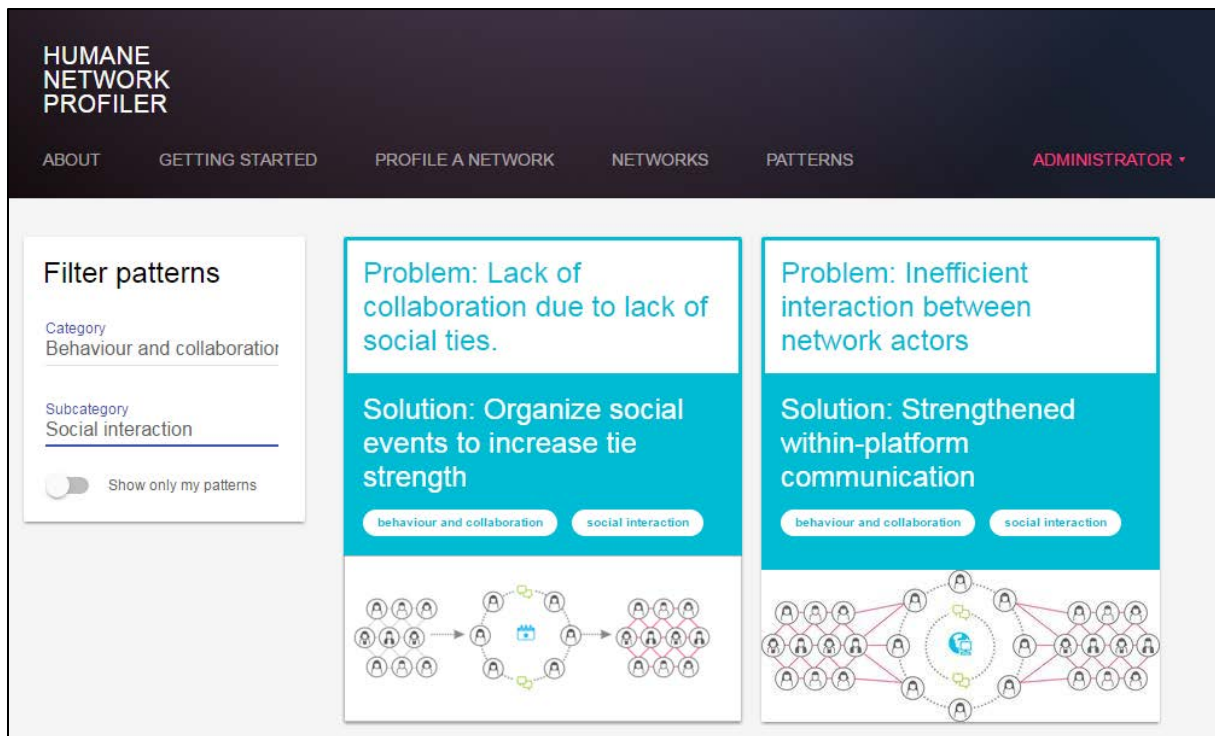 HUMANE
NETWORK
PROFILER
ABOUT GETTING STARTED PROFILE A NETWORK NETWORKS PATTERNS ADMINISTRATOR
Filter patterns
Category
Behaviour and collaboration
Subcategory
Social interaction
Show only my patterns
Problem: Lack of
collaboration due to lack of
social ties.
Solution: Organize social
events to increase tie
strength
behaviour and collaboration social interaction
Problem: Inefficient
interaction between
network actors
Solution: Strengthened
within-platform
communication
behaviour and collaboration social interaction